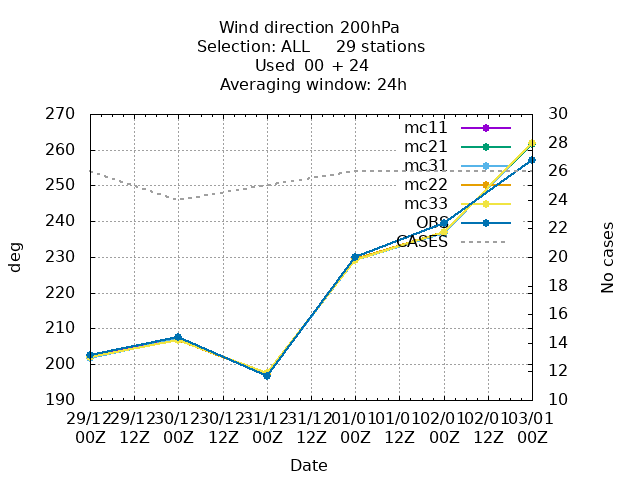 Wind direction 200hPa
Selection: ALL 29 stations
Used 00 + 24
Averaging window: 24h
270 30
260 28
250 26
240 24
230 22
220 20
210 18
200 16
190 14
12
10
mc11
mc21
mc31
mc22
mc33
OBS
CASES
deg
No cases
29/12 29/12 30/12 30/12 31/12 31/12 01/01 01/01 02/01 02/01 03/01
00Z 12Z 00Z 12Z 00Z 12Z 00Z 12Z 00Z 12Z 00Z
Date